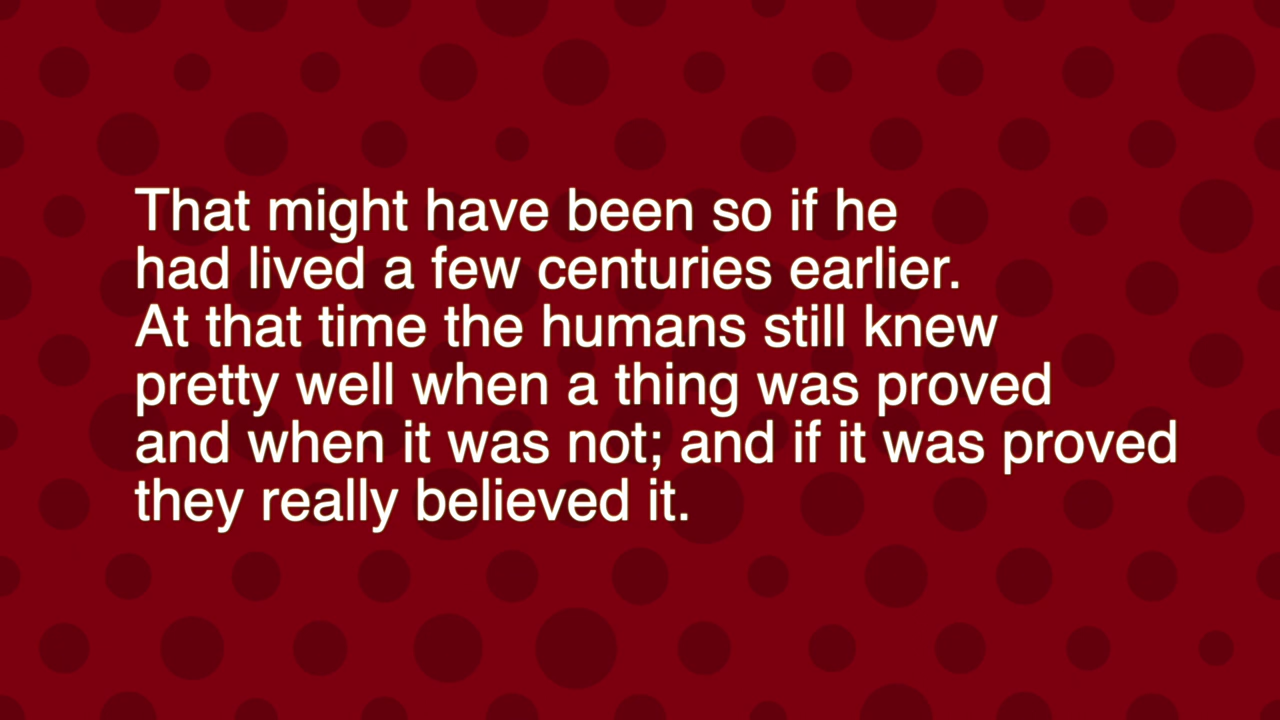 That might have been so if he
had lived a few centuries earlier.
At that time the humans still knew
pretty well when a thing was proved
and when it was not; and if it was proved
they really believed it.